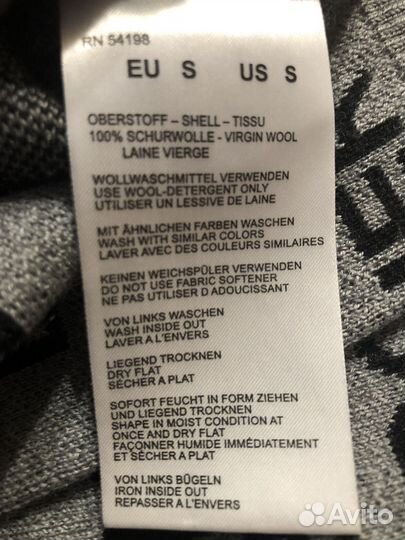 RN 54198
EU S US S
OBERSTOFF – SHELL – TISSU
100% SCHURWOLLE - VIRGIN WOOL
LAINE VIERGE
WOLLWASCHMITTEL VERWENDEN
USE WOOL-DETERGENT ONLY
UTILISER UN LESSIVE DE LAINE
MIT ÄHNLICHEN FARBEN WASCHEN
WASH WITH SIMILAR COLORS
LAVER AVEC DES COULEURS SIMILAIRES
KEINEN WEICHSPÜLER VERWENDEN
DO NOT USE FABRIC SOFTENER
NE PAS UTILISER D'ADOUCISSANT
VON LINKS WASCHEN
WASH INSIDE OUT
LAVER A L'ENVERS
LIEGEND TROCKNEN
DRY FLAT
SÉCHER A PLAT
SOFORT FEUCHT IN FORM ZIEHEN
UND LIEGEND TROCKNEN
SHAPE IN MOIST CONDITION AT
ONCE AND DRY FLAT
FAÇONNER HUMIDE IMMÉDIATEMENT
ET SÉCHER A PLAT
VON LINKS BÜGELN
IRON INSIDE OUT
REPASSER A L'ENVERS
Avito